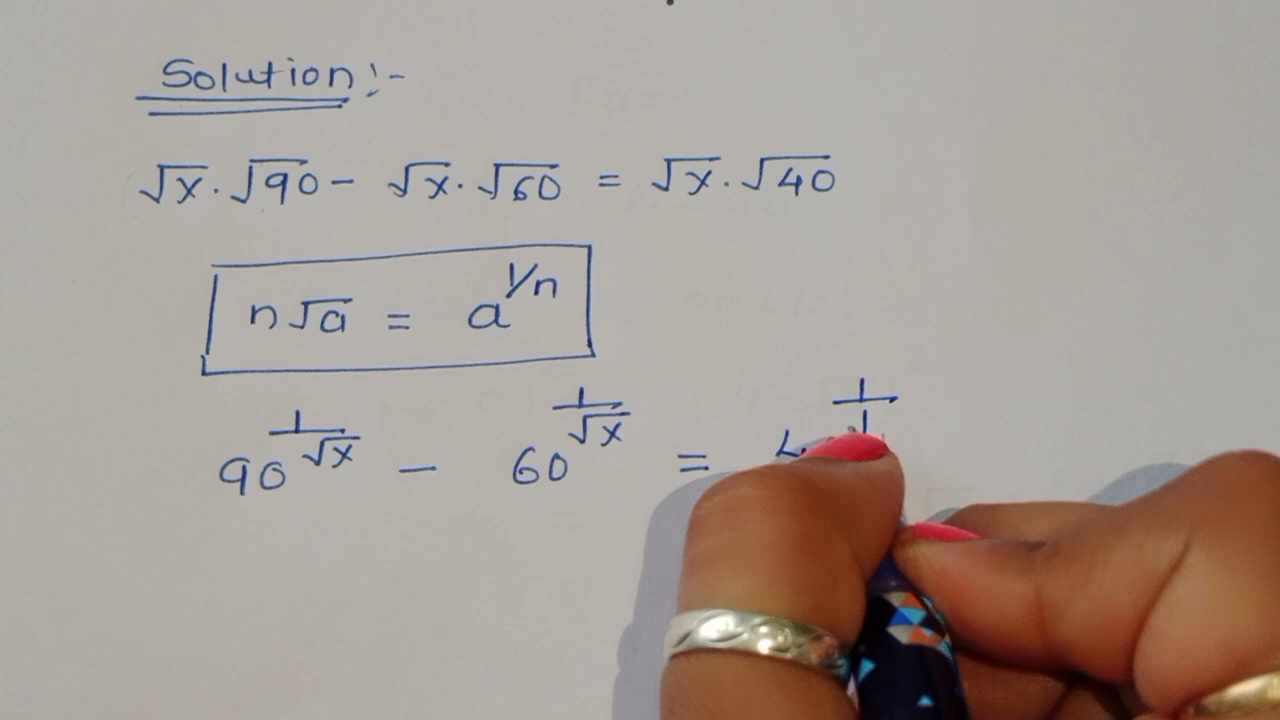 Solution :-
√x . √90 - √x . √60 = √x . √40
n√a = a^1/n
90^1/√x - 60^1/√x =